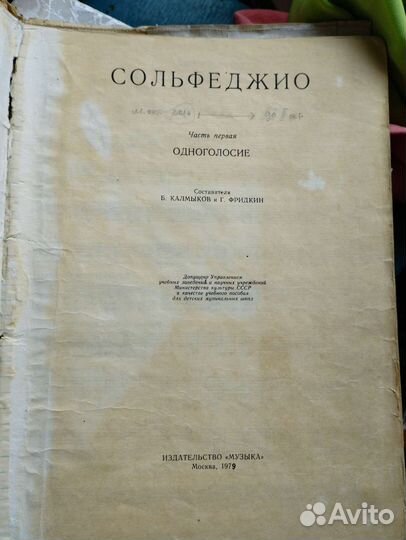 СОЛЬФЕДЖИО
Часть первая
ОДНОГОЛОСИЕ
Составители
Б. КАЛМЫКОВ и Г. ФРИДКИН
Допущено Управлением
учебных заведений и научных учреждений
Министерства культуры СССР
в качестве учебного пособия
для детских музыкальных школ
ИЗДАТЕЛЬСТВО «МУЗЫКА»
Москва, 1979
Avito